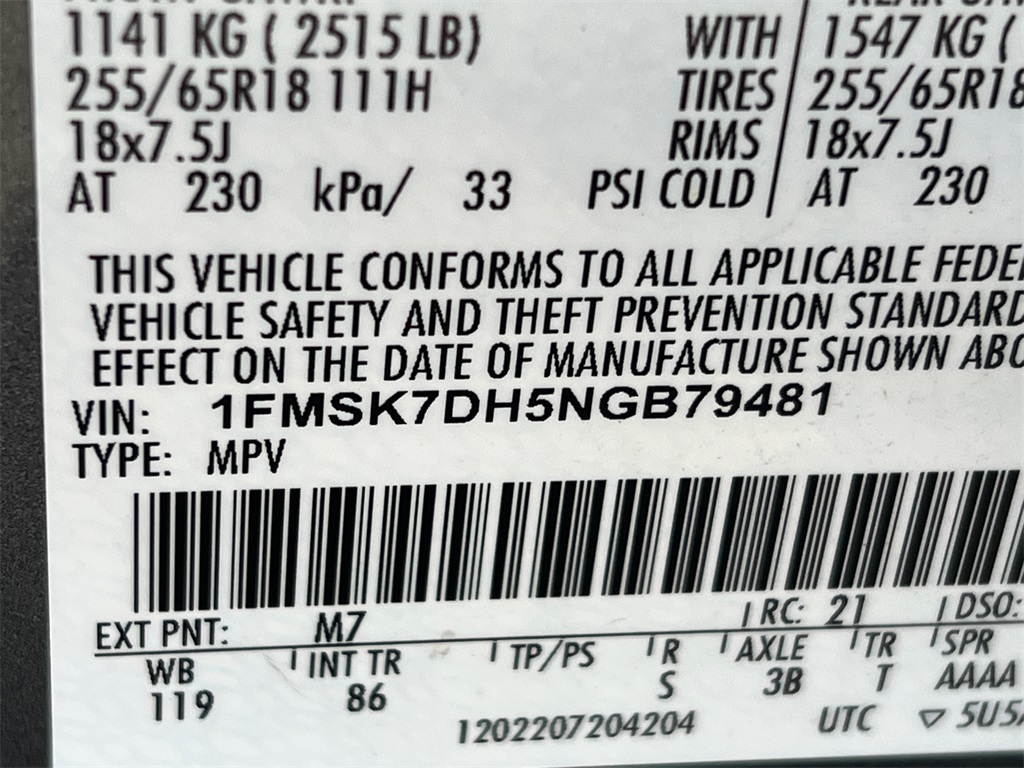 1141 KG ( 2515 LB) WITH 1547 KG (
255/65R18 111H TIRES 255/65R18
18x7.5J RIMS 18x7.5J
AT 230 kPa/ 33 PSI COLD AT 230
THIS VEHICLE CONFORMS TO ALL APPLICABLE FEDE
VEHICLE SAFETY AND THEFT PREVENTION STANDARD
EFFECT ON THE DATE OF MANUFACTURE SHOWN ABO
VIN: 1FMSK7DH5NGB79481
TYPE: MPV
EXT PNT: M7 RC: 21 DSO:
WB INT TR TP/PS R AXLE TR SPR
119 86 S 3B T AAAA
1202207204204 UTC ▽ 5U5